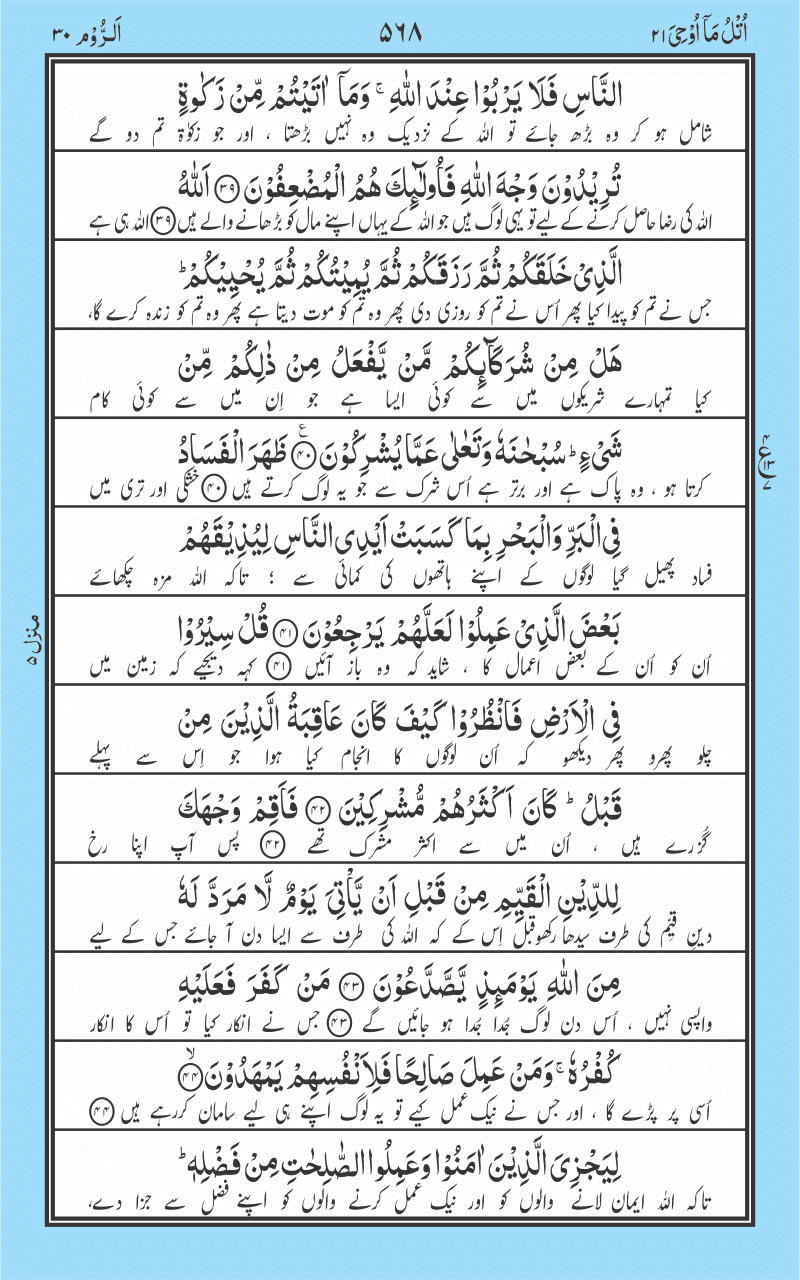 اُتْلُ مَآ اُوْحِیَ ۲۱
۵۶۸
اَلرُّوْم ۳۰
النَّاسِ فَلَا یَرْبُوْا عِنْدَ اللّٰهِ ۚ وَمَآ اٰتَیْتُمْ مِّنْ زَكٰوةٍ
شامل ہو کر وہ بڑھ جائے تو اللہ کے نزدیک وہ نہیں بڑھتا ، اور جو زکوٰۃ تم دو گے
تُرِیْدُوْنَ وَجْهَ اللّٰهِ فَاُولٰٓىِٕكَ هُمُ الْمُضْعِفُوْنَ ﴿۳۹﴾ اَللّٰهُ
اللہ کی رضا حاصل کرنے کے لیے تو یہی لوگ ہیں جو اللہ کے یہاں اپنے مال کو بڑھانے والے ہیں ﴿۳۹﴾ اللہ ہی ہے
الَّذِیْ خَلَقَكُمْ ثُمَّ رَزَقَكُمْ ثُمَّ یُمِیْتُكُمْ ثُمَّ یُحْیِیْكُمْ ؕ
جس نے تم کو پیدا کیا پھر اُس نے تم کو روزی دی پھر وہ تم کو موت دیتا ہے پھر وہ تم کو زندہ کرے گا،
هَلْ مِنْ شُرَكَآىِٕكُمْ مَّنْ یَّفْعَلُ مِنْ ذٰلِكُمْ مِّنْ
کیا تمہارے شریکوں میں سے کوئی ایسا ہے جو اِن میں سے کوئی کام
شَیْءٍ ؕ سُبْحٰنَهٗ وَتَعٰلٰی عَمَّا یُشْرِكُوْنَ ﴿۴۰﴾ ع ظَهَرَ الْفَسَادُ
کرتا ہو ، وہ پاک ہے اور برتر ہے اُس شرک سے جو یہ لوگ کرتے ہیں ﴿۴۰﴾ خشکی اور تری میں
۴
ع ۱۳
۷
فِی الْبَرِّ وَالْبَحْرِ بِمَا كَسَبَتْ اَیْدِی النَّاسِ لِیُذِیْقَهُمْ
فساد پھیل گیا لوگوں کے اپنے ہاتھوں کی کمائی سے ؛ تاکہ اللہ مزہ چکھائے
بَعْضَ الَّذِیْ عَمِلُوْا لَعَلَّهُمْ یَرْجِعُوْنَ ﴿۴۱﴾ قُلْ سِیْرُوْا
اُن کو اُن کے بعض اعمال کا ، شاید کہ وہ باز آئیں ﴿۴۱﴾ کہہ دیجیے کہ زمین میں
منزل ۵
فِی الْاَرْضِ فَانْظُرُوْا كَیْفَ كَانَ عَاقِبَةُ الَّذِیْنَ مِنْ
چلو پھرو پھر دیکھو کہ اُن لوگوں کا انجام کیا ہوا جو اِس سے پہلے
قَبْلُ ؕ كَانَ اَكْثَرُهُمْ مُّشْرِكِیْنَ ﴿۴۲﴾ فَاَقِمْ وَجْهَكَ
گزرے ہیں ، اُن میں سے اکثر مشرک تھے ﴿۴۲﴾ پس آپ اپنا رخ
لِلدِّیْنِ الْقَیِّمِ مِنْ قَبْلِ اَنْ یَّاْتِیَ یَوْمٌ لَّا مَرَدَّ لَهٗ
دینِ قیّم کی طرف سیدھا رکھو قبل اِس کے کہ اللہ کی طرف سے ایسا دن آ جائے جس کے لیے
مِنَ اللّٰهِ یَوْمَىِٕذٍ یَّصَّدَّعُوْنَ ﴿۴۳﴾ مَنْ كَفَرَ فَعَلَیْهِ
واپسی نہیں ، اُس دن لوگ جُدا جُدا ہو جائیں گے ﴿۴۳﴾ جس نے انکار کیا تو اُس کا انکار
كُفْرُهٗ ۚ وَمَنْ عَمِلَ صَالِحًا فَلِاَنْفُسِهِمْ یَمْهَدُوْنَ ﴿۴۴﴾ ۙ
اُسی پر پڑے گا ، اور جس نے نیک عمل کیے تو یہ لوگ اپنے ہی لیے سامان کررہے ہیں ﴿۴۴﴾
لِیَجْزِیَ الَّذِیْنَ اٰمَنُوْا وَعَمِلُوا الصّٰلِحٰتِ مِنْ فَضْلِهٖ ؕ
تاکہ اللہ ایمان لانے والوں کو اور نیک عمل کرنے والوں کو اپنے فضل سے جزا دے،